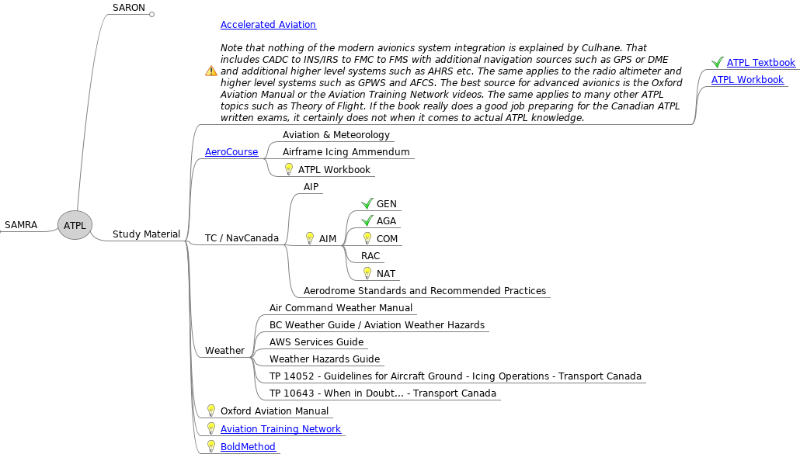 SARON
Accelerated Aviation
Note that nothing of the modern avionics system integration is explained by Culhane. That
includes CADC to INS/IRS to FMC to FMS with additional navigation sources such as GPS or DME
and additional higher level systems such as AHRS etc. The same applies to the radio altimeter and
higher level systems such as GPWS and AFCS. The best source for advanced avionics is the Oxford
Aviation Manual or the Aviation Training Network videos. The same applies to many other ATPL
topics such as Theory of Flight. If the book really does a good job preparing for the Canadian ATPL
written exams, it certainly does not when it comes to actual ATPL knowledge.
ATPL Textbook
ATPL Workbook
AeroCourse
Aviation & Meteorology
Airframe Icing Ammendum
ATPL Workbook
SAMRA
ATPL
Study Material
TC / NavCanada
AIP
AIM
GEN
AGA
COM
RAC
NAT
Aerodrome Standards and Recommended Practices
Weather
Air Command Weather Manual
BC Weather Guide / Aviation Weather Hazards
AWS Services Guide
Weather Hazards Guide
TP 14052 - Guidelines for Aircraft Ground - Icing Operations - Transport Canada
TP 10643 - When in Doubt... - Transport Canada
Oxford Aviation Manual
Aviation Training Network
BoldMethod